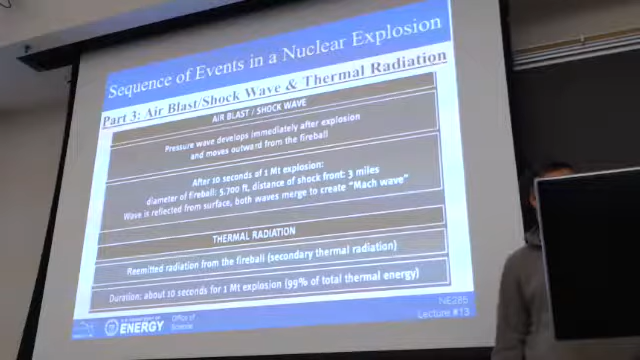 Sequence of Events in a Nuclear Explosion
Part 3: Air Blast/Shock Wave & Thermal Radiation
AIR BLAST / SHOCK WAVE
Pressure wave develops immediately after explosion
and moves outward from the fireball
After 10 seconds of 1 Mt explosion:
diameter of fireball: 5,700 ft, distance of shock front: 3 miles
Wave is reflected from surface, both waves merge to create "Mach wave"
THERMAL RADIATION
Reemitted radiation from the fireball (secondary thermal radiation)
Duration: about 10 seconds for 1 Mt explosion (99% of total thermal energy)
ENERGY
Office of
Science
NE285
Lecture #13